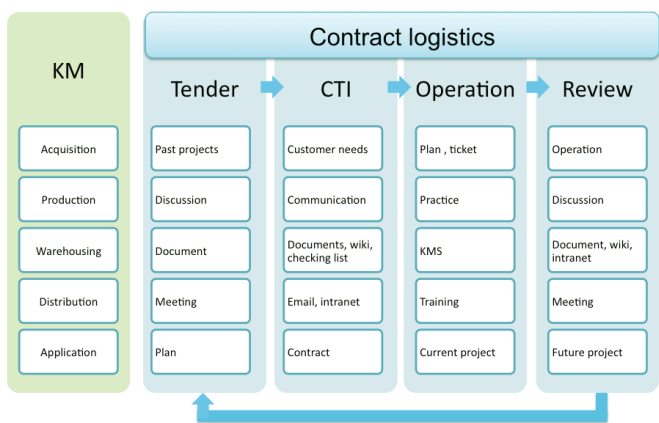 Contract logistics
KM
Tender
CTI
Operation
Review
Acquisition
Past projects
Customer needs
Plan , ticket
Operation
Production
Discussion
Communication
Practice
Discussion
Warehousing
Document
Documents, wiki,
checking list
KMS
Document, wiki,
intranet
Distribution
Meeting
Email, intranet
Training
Meeting
Application
Plan
Contract
Current project
Future project